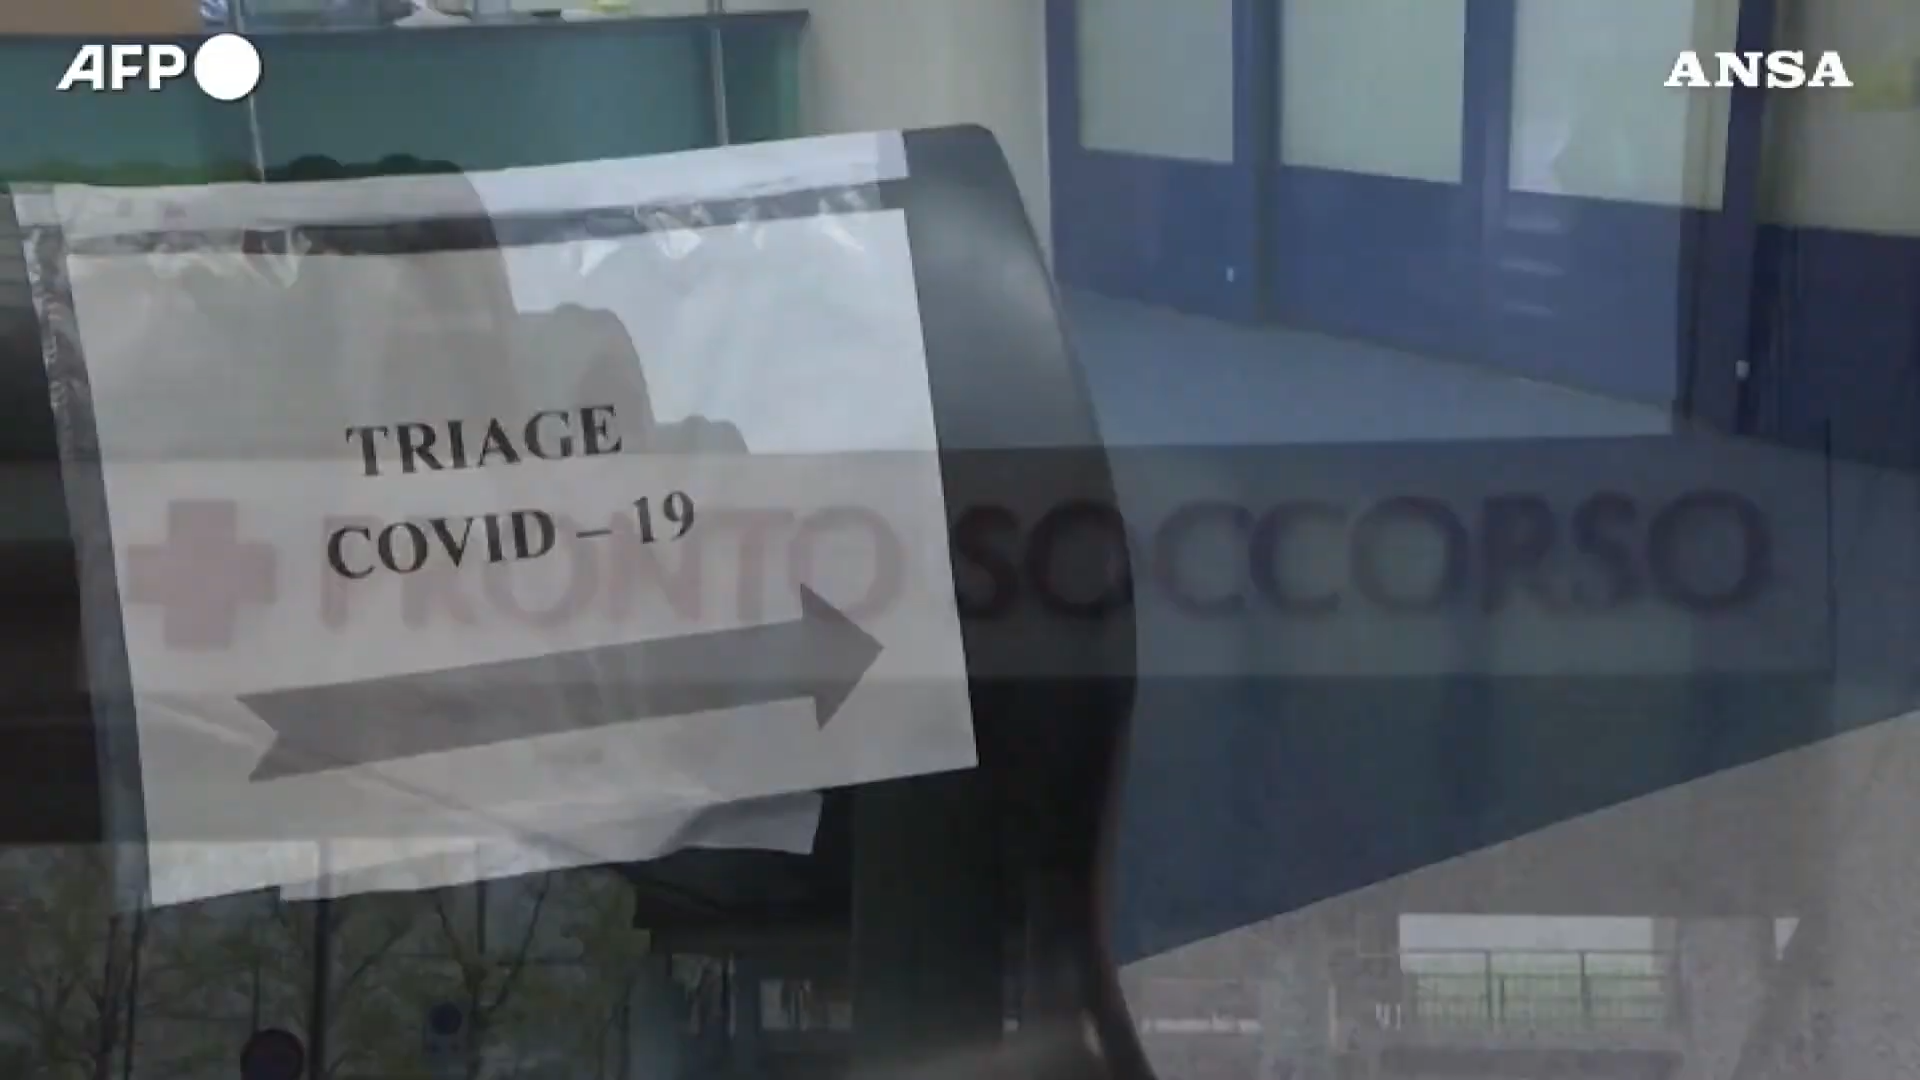 AFP
ANSA
TRIAGE
COVID – 19
PRONTO SOCCORSO